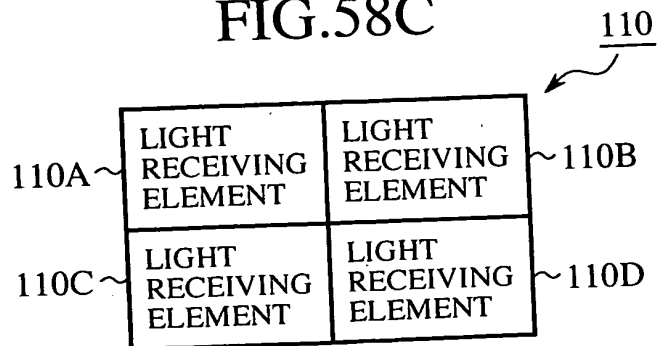 FIG.58C
110
110A
LIGHT
RECEIVING
ELEMENT
LIGHT
RECEIVING
ELEMENT
110B
110C
LIGHT
RECEIVING
ELEMENT
LIGHT
RECEIVING
ELEMENT
110D